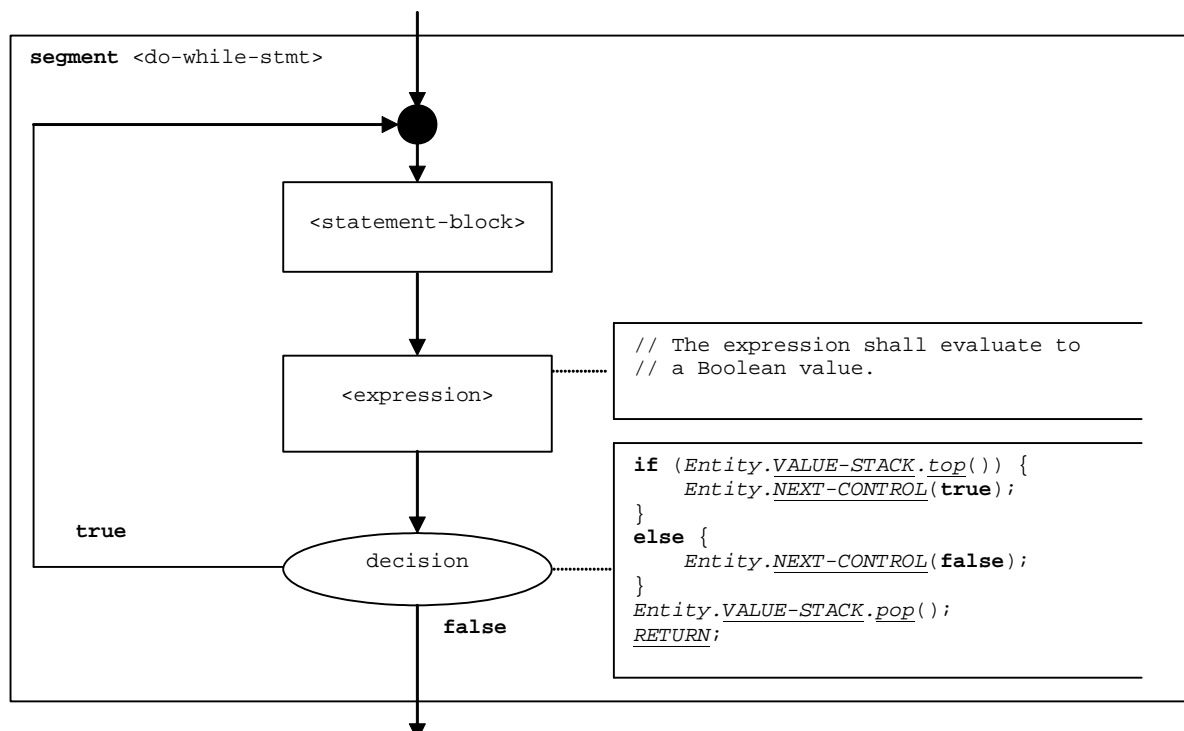 segment <do-while-stmt>
<statement-block>
// The expression shall evaluate to
// a Boolean value.
<expression>
if (Entity.VALUE-STACK.top()) {
    Entity.NEXT-CONTROL(true);
}
else {
    Entity.NEXT-CONTROL(false);
}
Entity.VALUE-STACK.pop();
RETURN;
true
decision
false